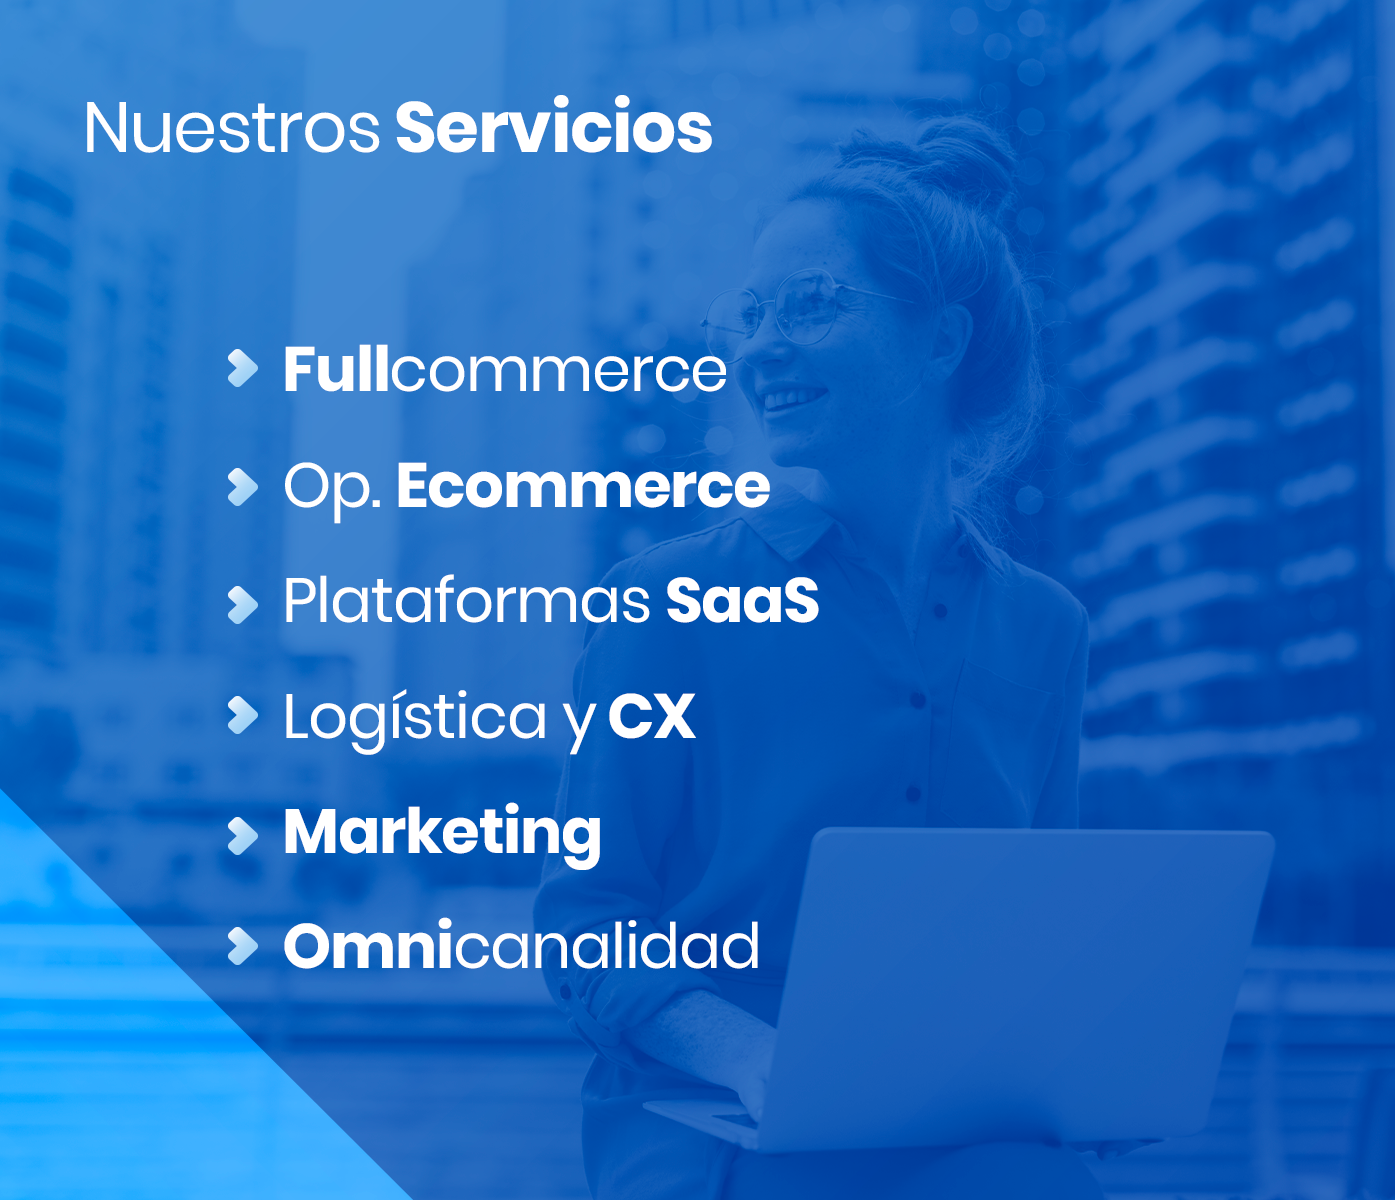 Nuestros Servicios
Fullcommerce
Op. Ecommerce
Plataformas SaaS
Logística y CX
Marketing
Omnicanalidad